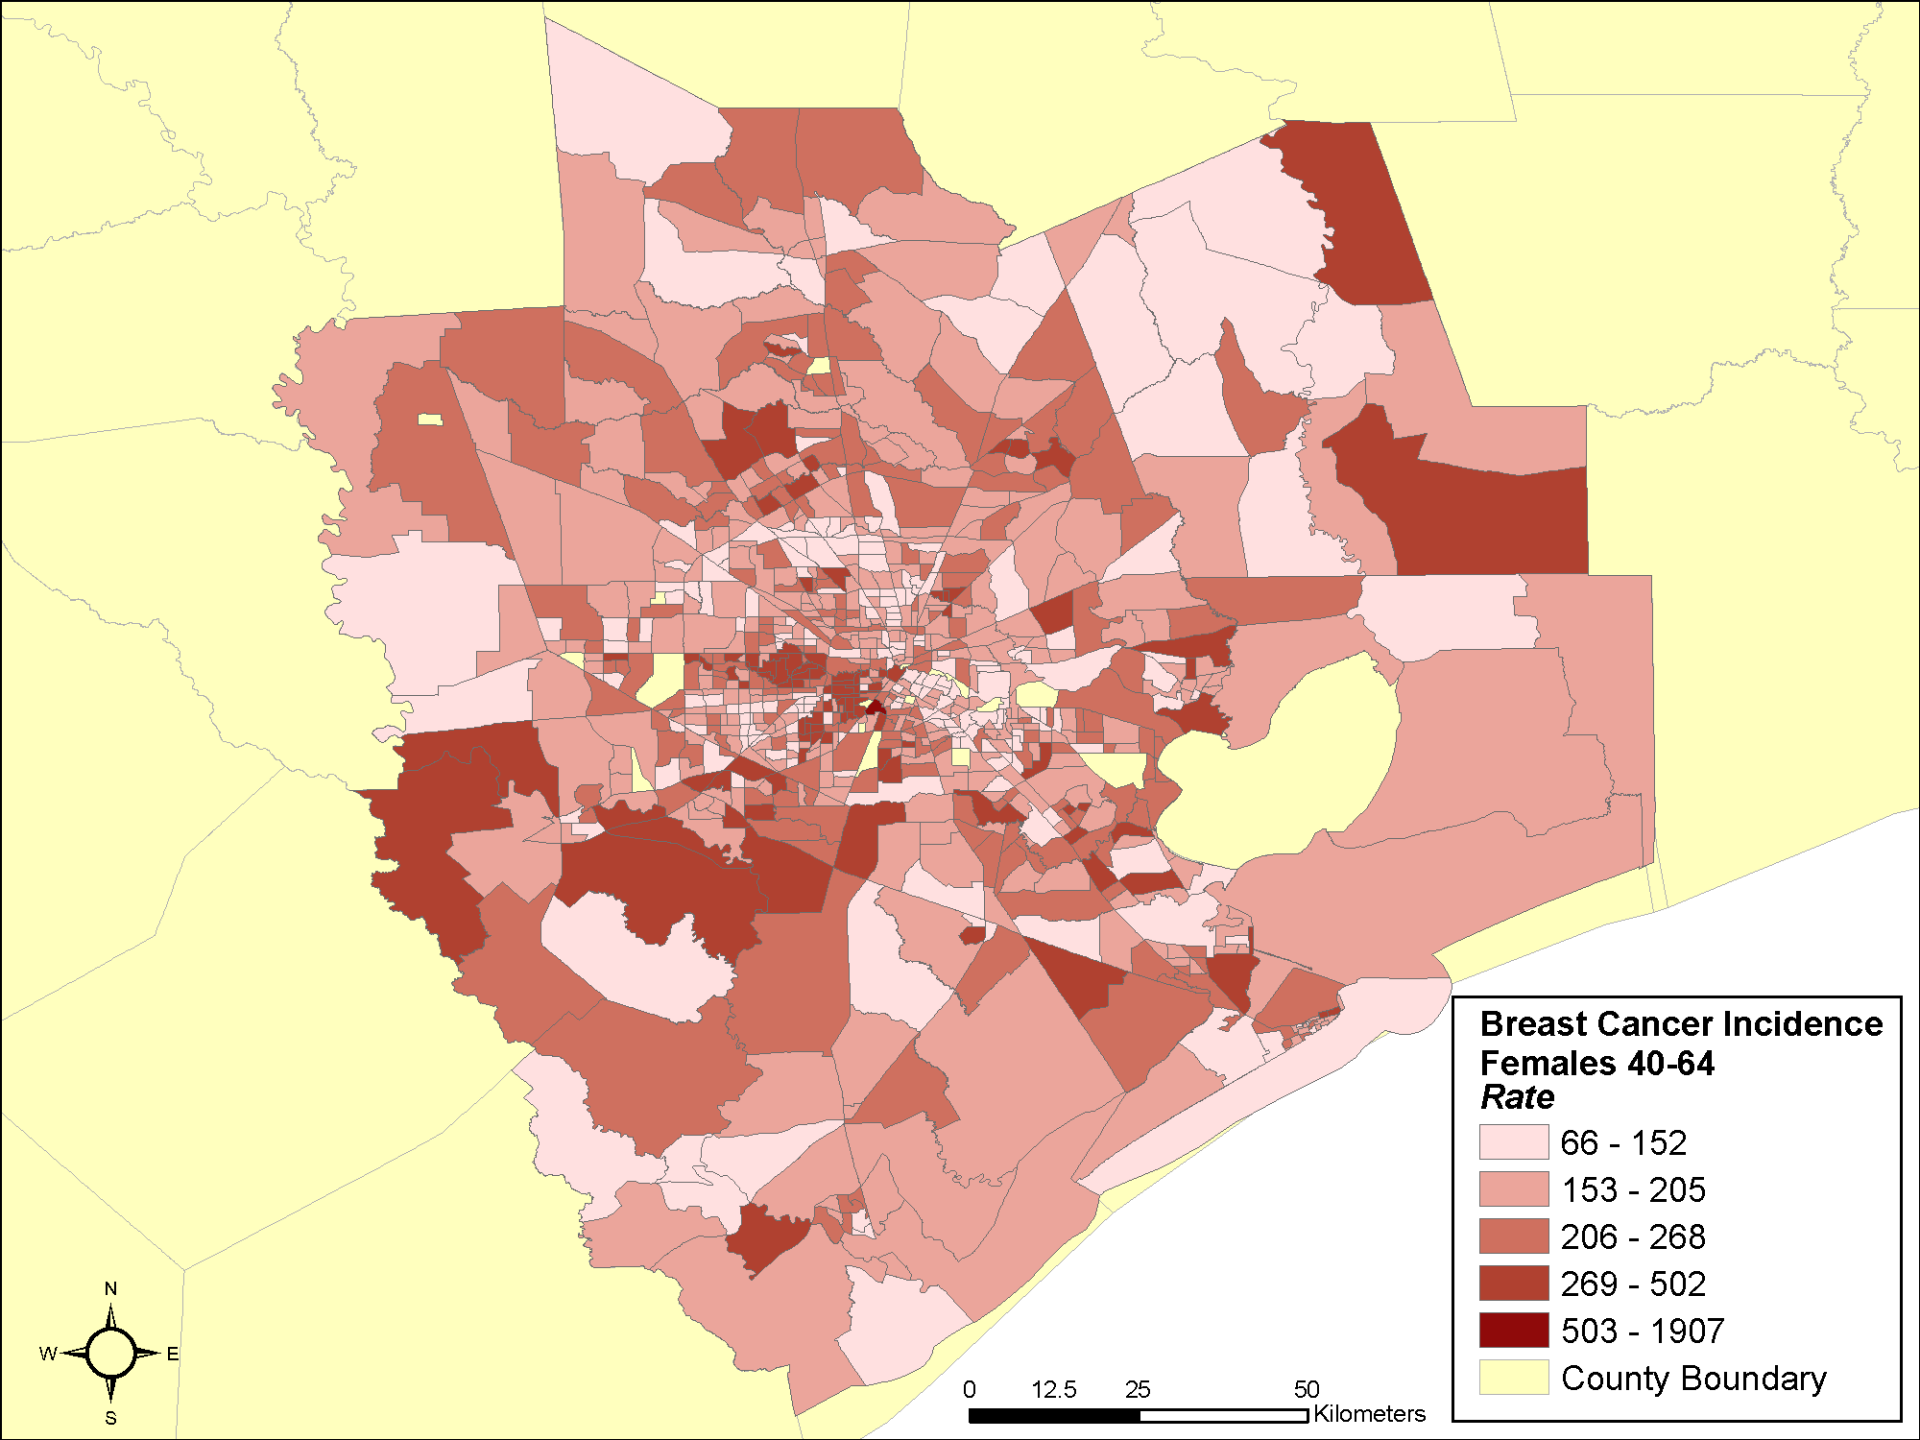 Breast Cancer Incidence
Females 40-64
Rate
66 - 152
153 - 205
206 - 268
269 - 502
503 - 1907
County Boundary
N
W E
S
0 12.5 25 50
Kilometers